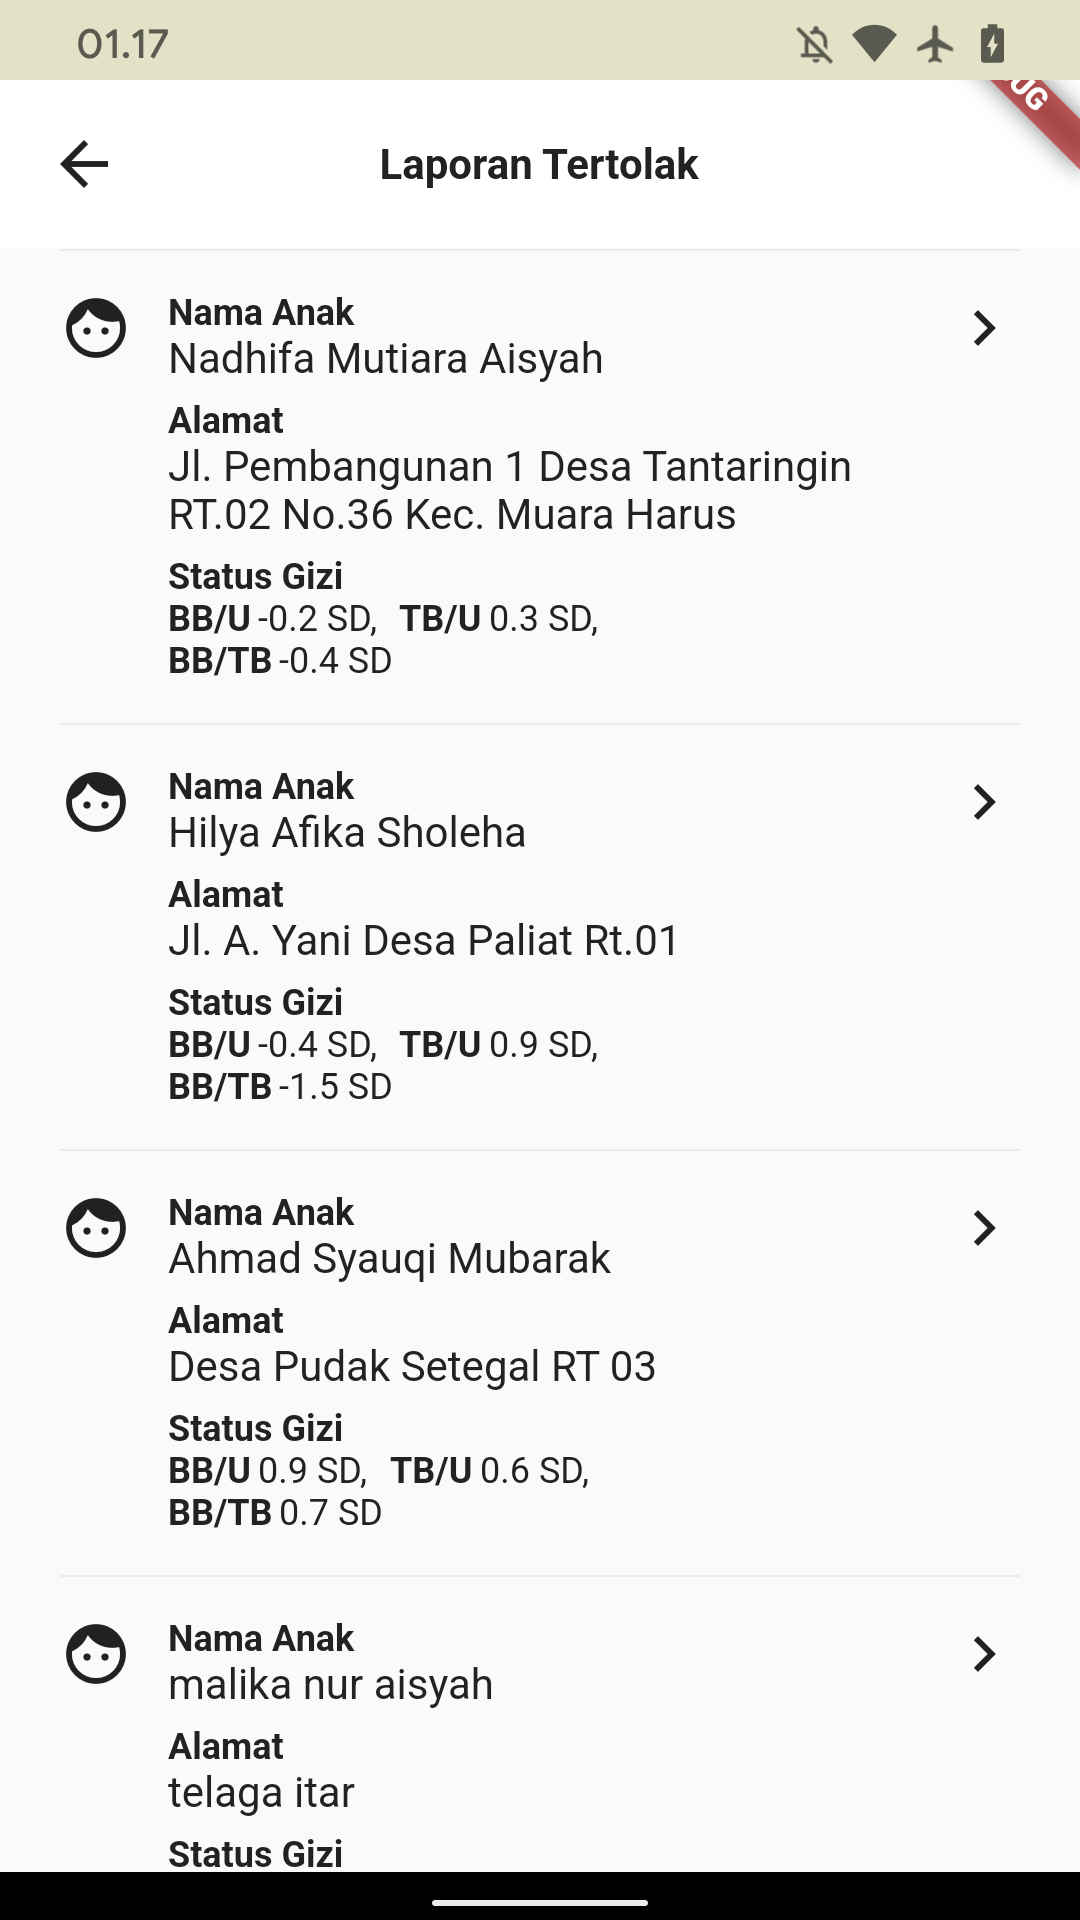 01.17
UG
Laporan Tertolak
Nama Anak
Nadhifa Mutiara Aisyah
Alamat
Jl. Pembangunan 1 Desa Tantaringin
RT.02 No.36 Kec. Muara Harus
Status Gizi
BB/U -0.2 SD, TB/U 0.3 SD,
BB/TB -0.4 SD
Nama Anak
Hilya Afika Sholeha
Alamat
Jl. A. Yani Desa Paliat Rt.01
Status Gizi
BB/U -0.4 SD, TB/U 0.9 SD,
BB/TB -1.5 SD
Nama Anak
Ahmad Syauqi Mubarak
Alamat
Desa Pudak Setegal RT 03
Status Gizi
BB/U 0.9 SD, TB/U 0.6 SD,
BB/TB 0.7 SD
Nama Anak
malika nur aisyah
Alamat
telaga itar
Status Gizi